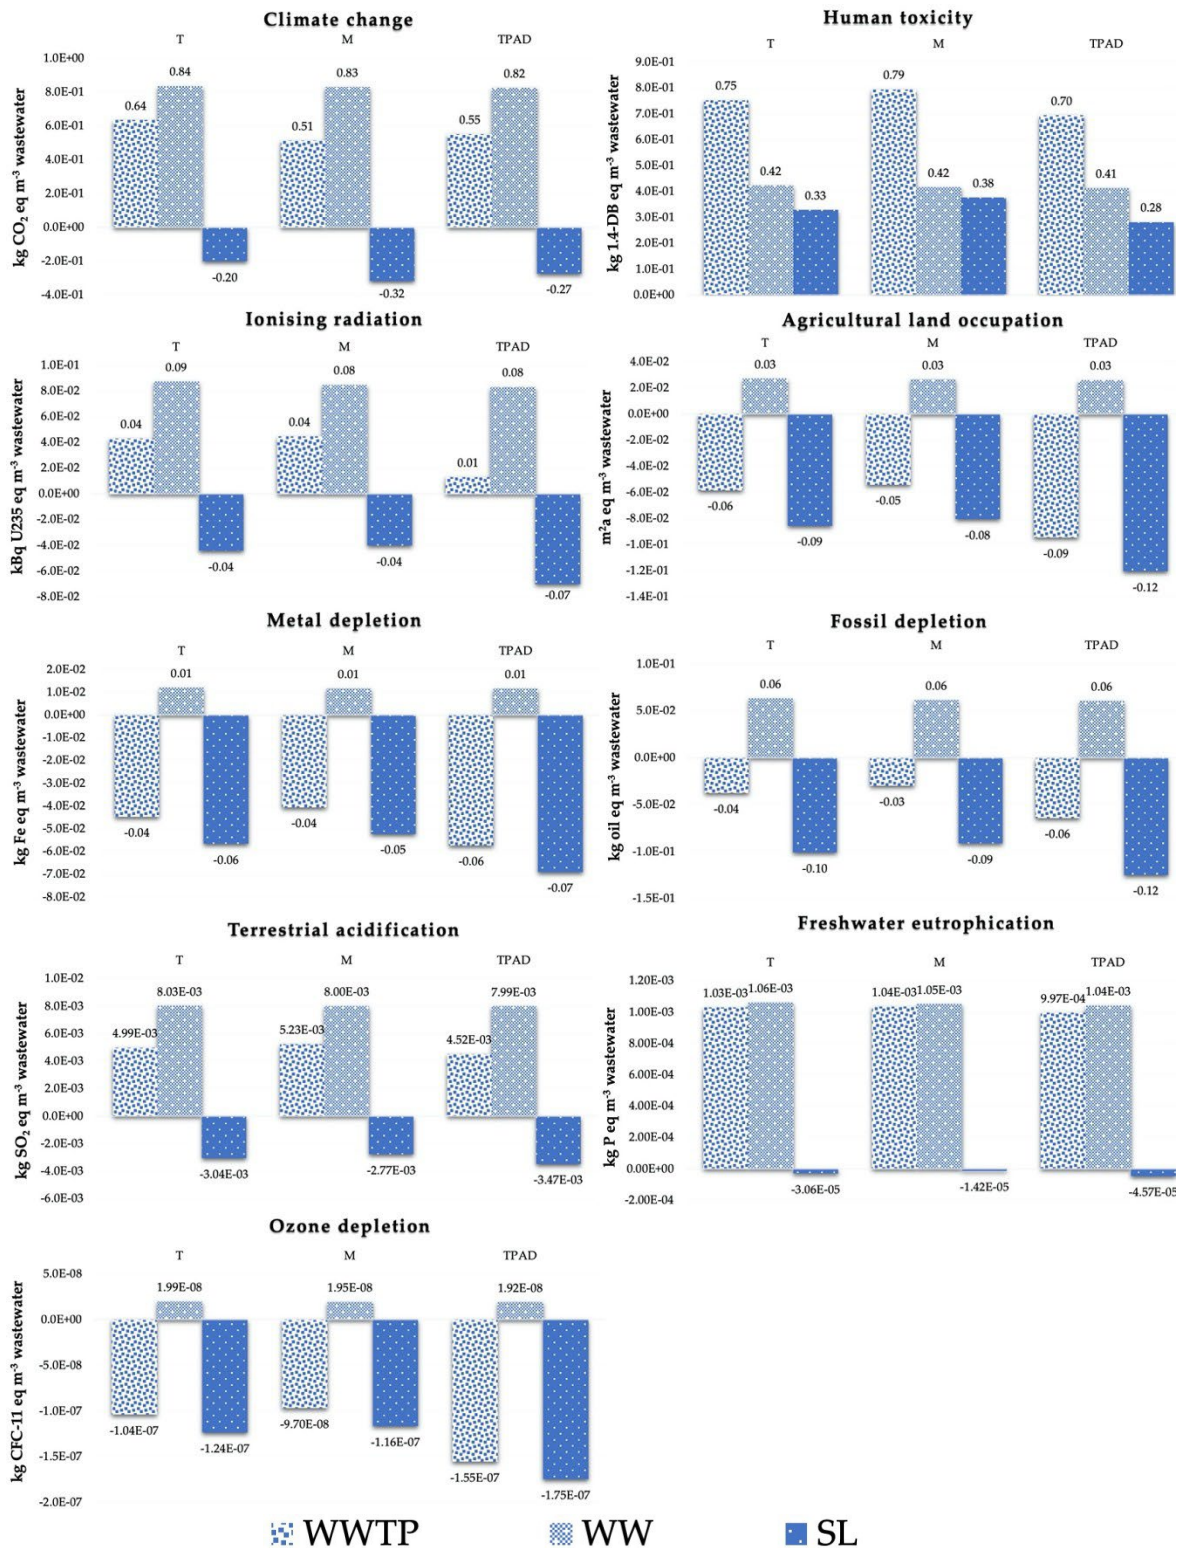 Climate change
T M TPAD
kg CO₂ eq m⁻³ wastewater
1.0E+00
8.0E-01
6.0E-01
4.0E-01
2.0E-01
0.0E+00
-2.0E-01
-4.0E-01
0.64 0.84 -0.20
0.51 0.83 -0.32
0.55 0.82 -0.27
Human toxicity
T M TPAD
kg 1.4-DB eq m⁻³ wastewater
9.0E-01
8.0E-01
7.0E-01
6.0E-01
5.0E-01
4.0E-01
3.0E-01
2.0E-01
1.0E-01
0.0E+00
0.75 0.42 0.33
0.79 0.42 0.38
0.70 0.41 0.28
Ionising radiation
T M TPAD
kBq U235 eq m⁻³ wastewater
1.0E-01
8.0E-02
6.0E-02
4.0E-02
2.0E-02
0.0E+00
-2.0E-02
-4.0E-02
-6.0E-02
-8.0E-02
0.04 0.09 -0.04
0.04 0.08 -0.04
0.01 0.08 -0.07
Agricultural land occupation
T M TPAD
m²a eq m⁻³ wastewater
4.0E-02
2.0E-02
0.0E+00
-2.0E-02
-4.0E-02
-6.0E-02
-8.0E-02
-1.0E-01
-1.2E-01
-1.4E-01
-0.06 0.03 -0.09
-0.05 0.03 -0.08
-0.09 0.03 -0.12
Metal depletion
T M TPAD
kg Fe eq m⁻³ wastewater
2.0E-02
1.0E-02
0.0E+00
-1.0E-02
-2.0E-02
-3.0E-02
-4.0E-02
-5.0E-02
-6.0E-02
-7.0E-02
-8.0E-02
-0.04 0.01 -0.06
-0.04 0.01 -0.05
-0.06 0.01 -0.07
Fossil depletion
T M TPAD
kg oil eq m⁻³ wastewater
1.0E-01
5.0E-02
0.0E+00
-5.0E-02
-1.0E-01
-1.5E-01
-0.04 0.06 -0.10
-0.03 0.06 -0.09
-0.06 0.06 -0.12
Terrestrial acidification
T M TPAD
kg SO₂ eq m⁻³ wastewater
1.0E-02
8.0E-03
6.0E-03
4.0E-03
2.0E-03
0.0E+00
-2.0E-03
-4.0E-03
-6.0E-03
4.99E-03 8.03E-03 -3.04E-03
5.23E-03 8.00E-03 -2.77E-03
4.52E-03 7.99E-03 -3.47E-03
Freshwater eutrophication
T M TPAD
kg P eq m⁻³ wastewater
1.20E-03
1.00E-03
8.00E-04
6.00E-04
4.00E-04
2.00E-04
0.00E+00
-2.00E-04
1.03E-03 1.06E-03 -3.06E-05
1.04E-03 1.05E-03 -1.42E-05
9.97E-04 1.04E-03 -4.57E-05
Ozone depletion
T M TPAD
kg CFC-11 eq m⁻³ wastewater
5.0E-08
0.0E+00
-5.0E-08
-1.0E-07
-1.5E-07
-2.0E-07
-1.04E-07 1.99E-08 -1.24E-07
-9.70E-08 1.95E-08 -1.16E-07
-1.55E-07 1.92E-08 -1.75E-07
WWTP WW SL